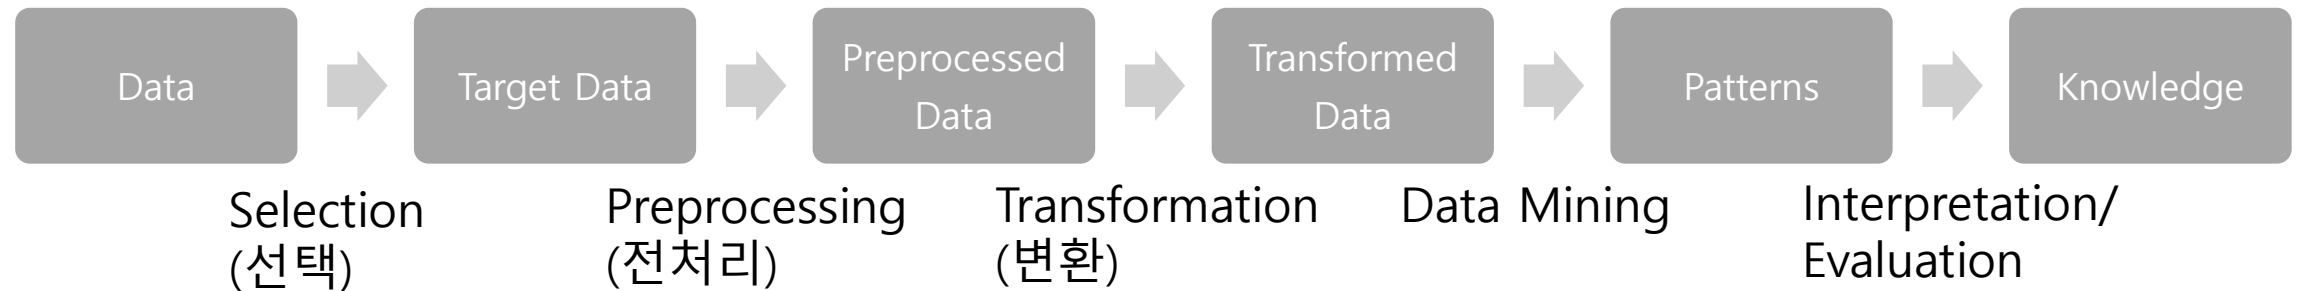 Data
Target Data
Preprocessed
Data
Transformed
Data
Patterns
Knowledge
Selection
(선택)
Preprocessing
(전처리)
Transformation
(변환)
Data Mining
Interpretation/
Evaluation